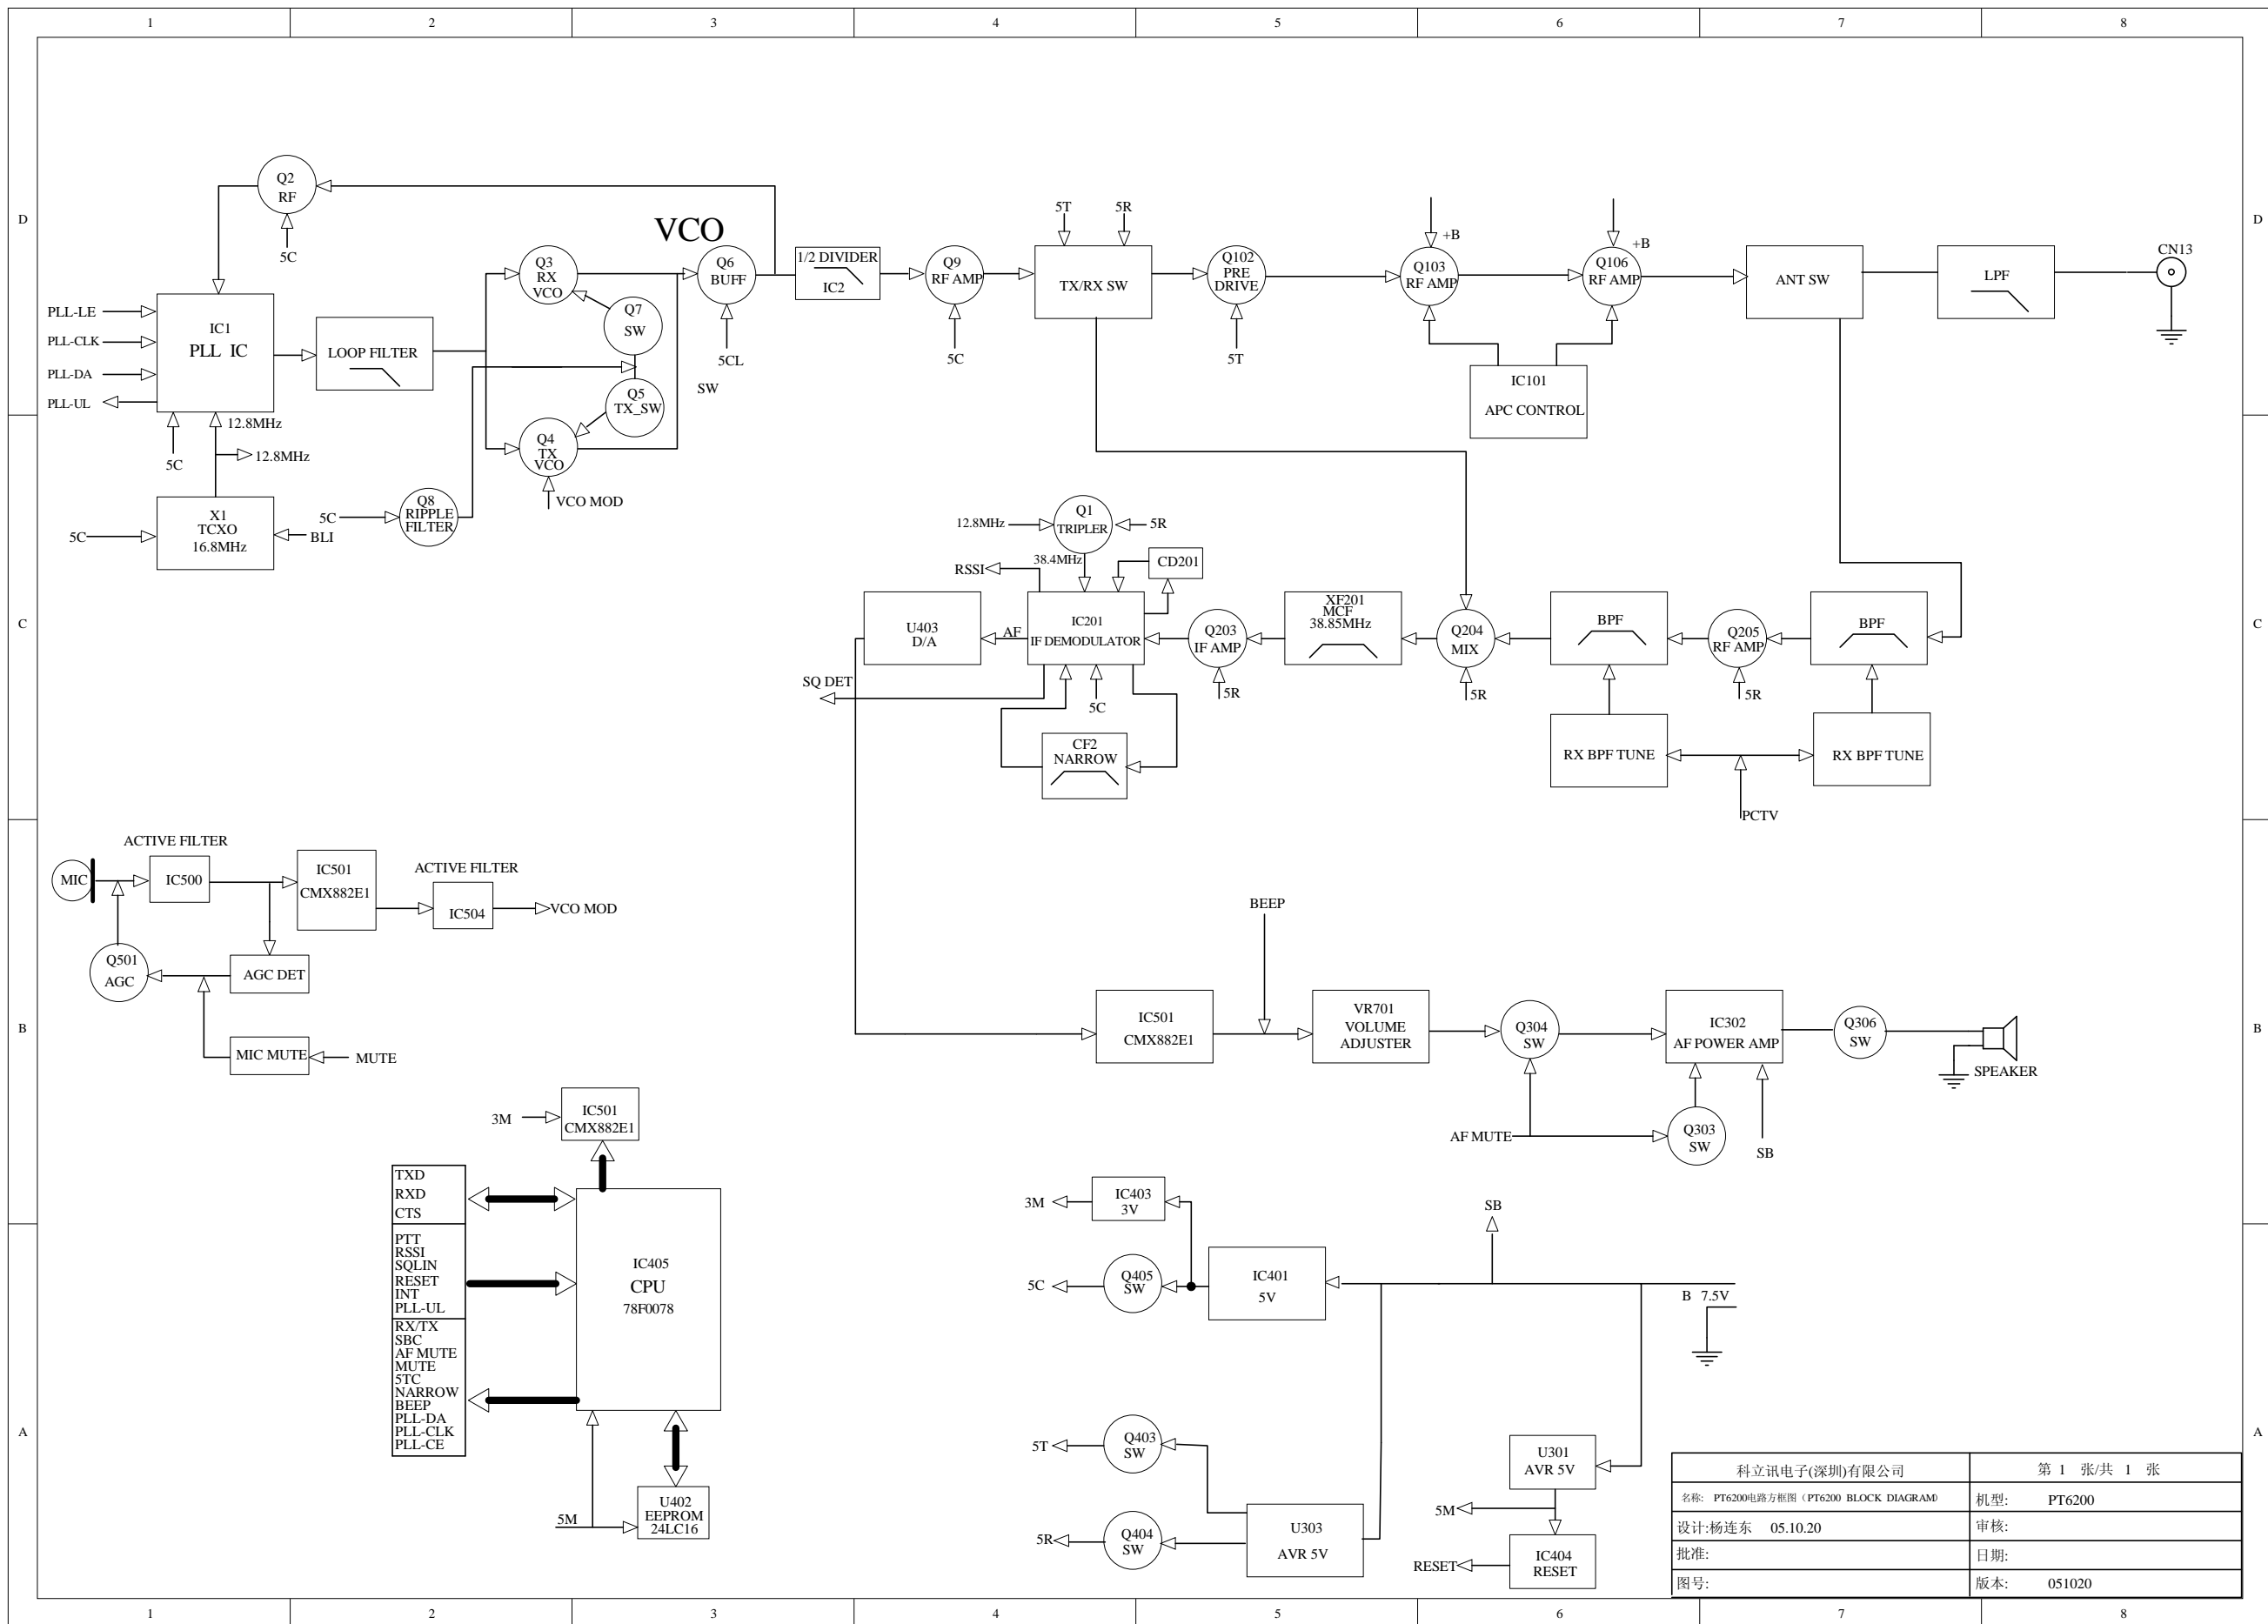 1 2 3 4 5 6 7 8
D
D
C
C
B
B
A
A
Q2
RF
5C
PLL-LE
PLL-CLK
PLL-DA
PLL-UL
IC1
PLL IC
5C
12.8MHz
12.8MHz
X1
TCXO
16.8MHz
5C
BLI
LOOP FILTER
5C
Q8
RIPPLE
FILTER
Q3
RX
VCO
Q7
SW
Q5
TX_SW
Q4
TX
VCO
VCO MOD
VCO
Q6
BUFF
5CL
SW
1/2 DIVIDER
IC2
Q9
RF AMP
5C
5T
5R
TX/RX SW
Q102
PRE
DRIVE
5T
+B
Q103
RF AMP
+B
Q106
RF AMP
IC101
APC CONTROL
ANT SW
LPF
CN13
12.8MHz
Q1
TRIPLER
5R
38.4MHz
RSSI
CD201
U403
D/A
AF
IC201
IF DEMODULATOR
Q203
IF AMP
5R
XF201
MCF
38.85MHz
Q204
MIX
5R
BPF
Q205
RF AMP
5R
BPF
SQ DET
5C
CF2
NARROW
RX BPF TUNE
RX BPF TUNE
PCTV
ACTIVE FILTER
MIC
IC500
IC501
CMX882E1
ACTIVE FILTER
IC504
VCO MOD
Q501
AGC
AGC DET
MIC MUTE
MUTE
BEEP
IC501
CMX882E1
VR701
VOLUME
ADJUSTER
Q304
SW
IC302
AF POWER AMP
Q306
SW
SPEAKER
AF MUTE
Q303
SW
SB
3M
IC501
CMX882E1
TXD
RXD
CTS
PTT
RSSI
SQLIN
RESET
INT
PLL-UL
RX/TX
SBC
AF MUTE
MUTE
5TC
NARROW
BEEP
PLL-DA
PLL-CLK
PLL-CE
IC405
CPU
78F0078
5M
U402
EEPROM
24LC16
3M
IC403
3V
5C
Q405
SW
IC401
5V
SB
B 7.5V
5T
Q403
SW
5R
Q404
SW
U303
AVR 5V
U301
AVR 5V
5M
RESET
IC404
RESET
科立讯电子(深圳)有限公司
第 1 张/共 1 张
名称: PT6200电路方框图（PT6200 BLOCK DIAGRAM)
机型: PT6200
设计:杨连东 05.10.20
审核:
批准:
日期:
图号:
版本: 051020
1 2 3 4 5 6 7 8